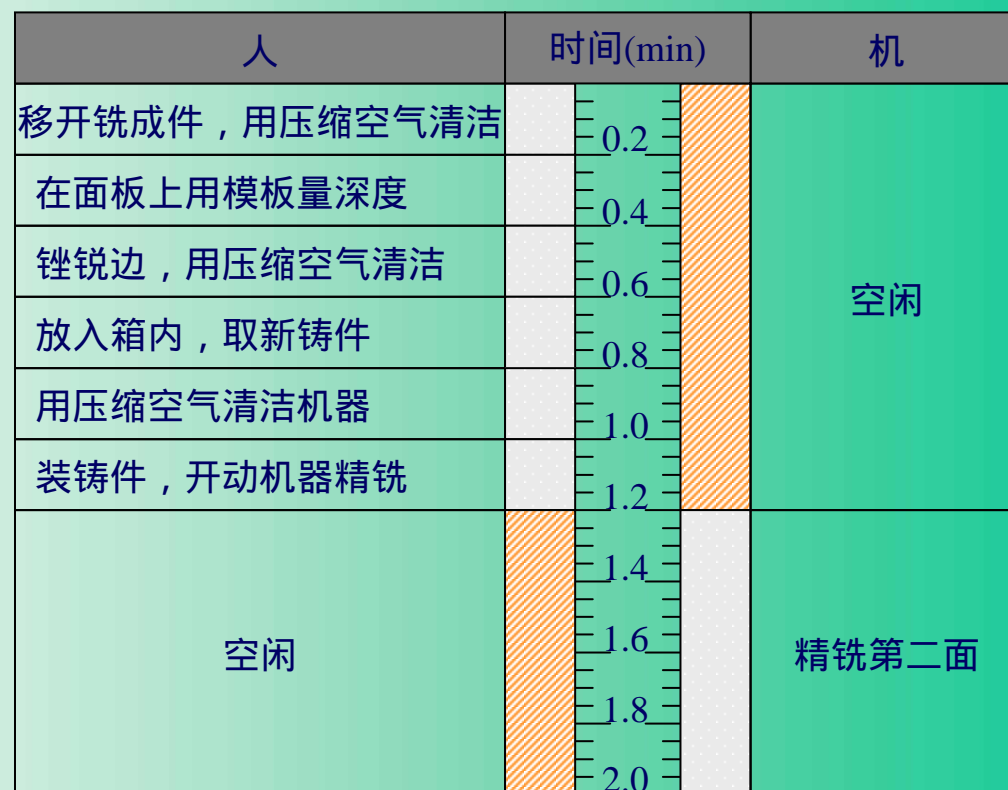 人 时间(min) 机
移开铣成件，用压缩空气清洁
0.2
在面板上用模板量深度
0.4
锉锐边，用压缩空气清洁
0.6
空闲
放入箱内，取新铸件
0.8
用压缩空气清洁机器
1.0
装铸件，开动机器精铣
1.2
1.4
空闲
1.6
精铣第二面
1.8
2.0